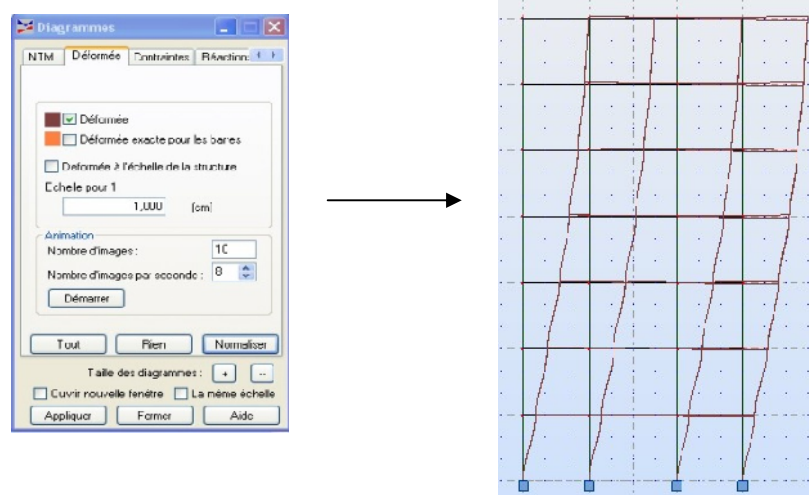 Diagrammes
NTM Déformée Contraintes Réactions
Déformée
Déformée exacte pour les barres
Déformée à l'échelle de la structure
Echelle pour 1
1,000 [cm]
Animation
Nombre d'images : 10
Nombre d'images par seconde : 8
Démarrer
Tout Rien Normaliser
Taille des diagrammes : + --
Ouvrir nouvelle fenêtre La même échelle
Appliquer Fermer Aide